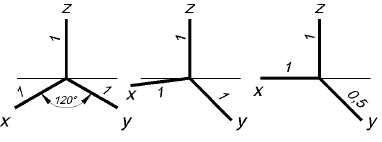 z z z
1 1 1
1 120° 1 1 1 1 0,5
x y x y x y